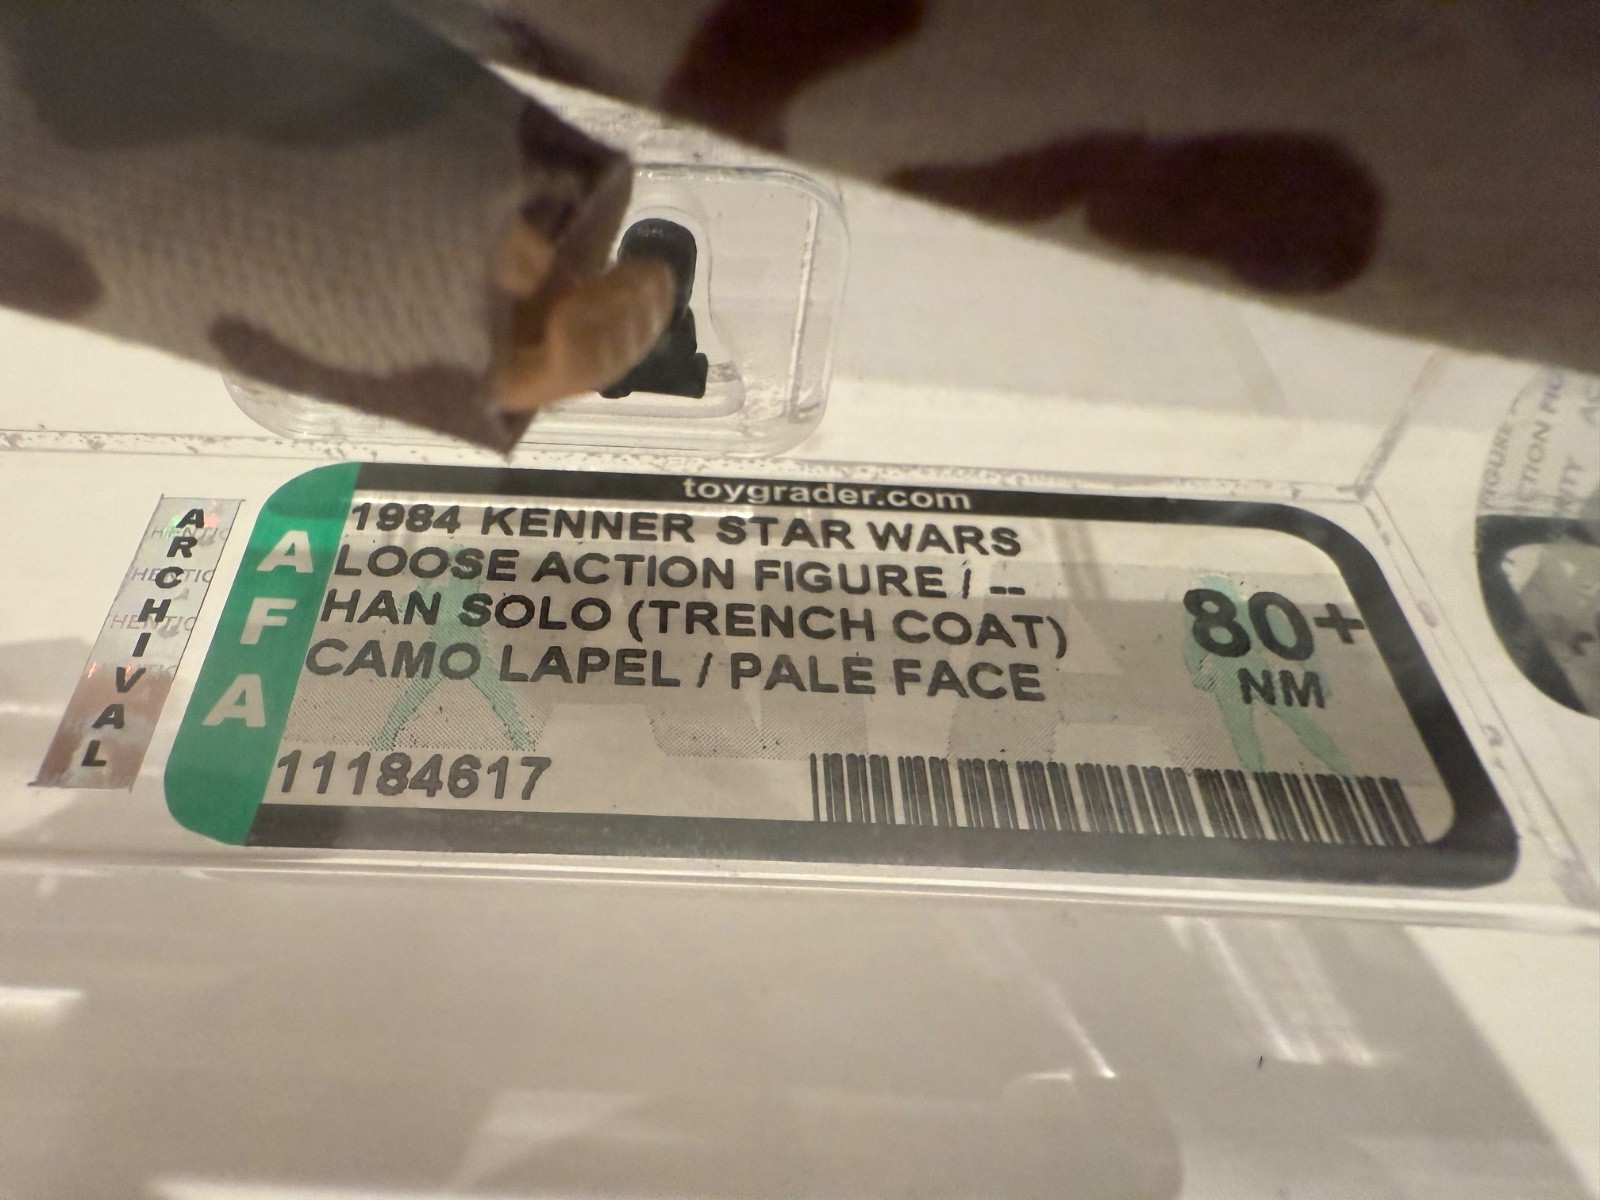 toygrader.com
ARCHIVAL
AFA
1984 KENNER STAR WARS
LOOSE ACTION FIGURE / --
HAN SOLO (TRENCH COAT)
CAMO LAPEL / PALE FACE
80+
NM
11184617